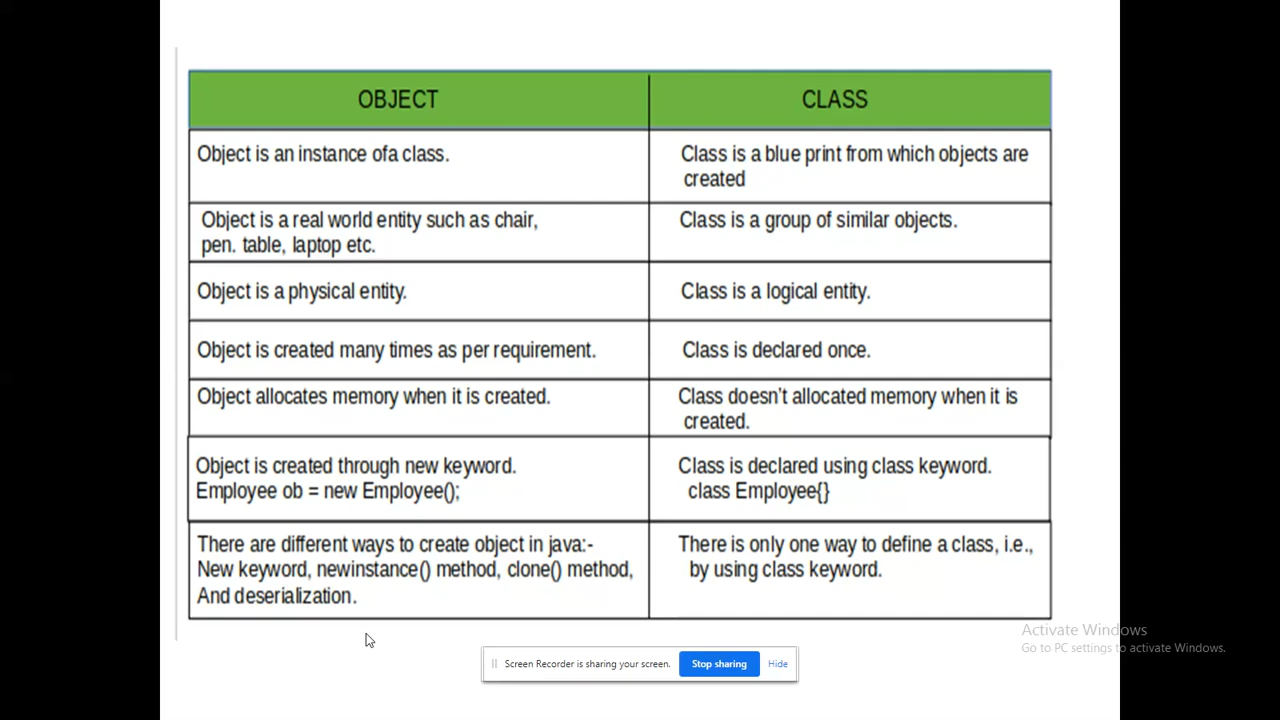 OBJECT
CLASS
Object is an instance ofa class.
Class is a blue print from which objects are
created
Object is a real world entity such as chair,
pen. table, laptop etc.
Class is a group of similar objects.
Object is a physical entity.
Class is a logical entity.
Object is created many times as per requirement.
Class is declared once.
Object allocates memory when it is created.
Class doesn't allocated memory when it is
created.
Object is created through new keyword.
Employee ob = new Employee();
Class is declared using class keyword.
class Employee{}
There are different ways to create object in java:-
New keyword, newinstance() method, clone() method,
And deserialization.
There is only one way to define a class, i.e.,
by using class keyword.
Activate Windows
Go to PC settings to activate Windows.
Screen Recorder is sharing your screen.
Stop sharing
Hide